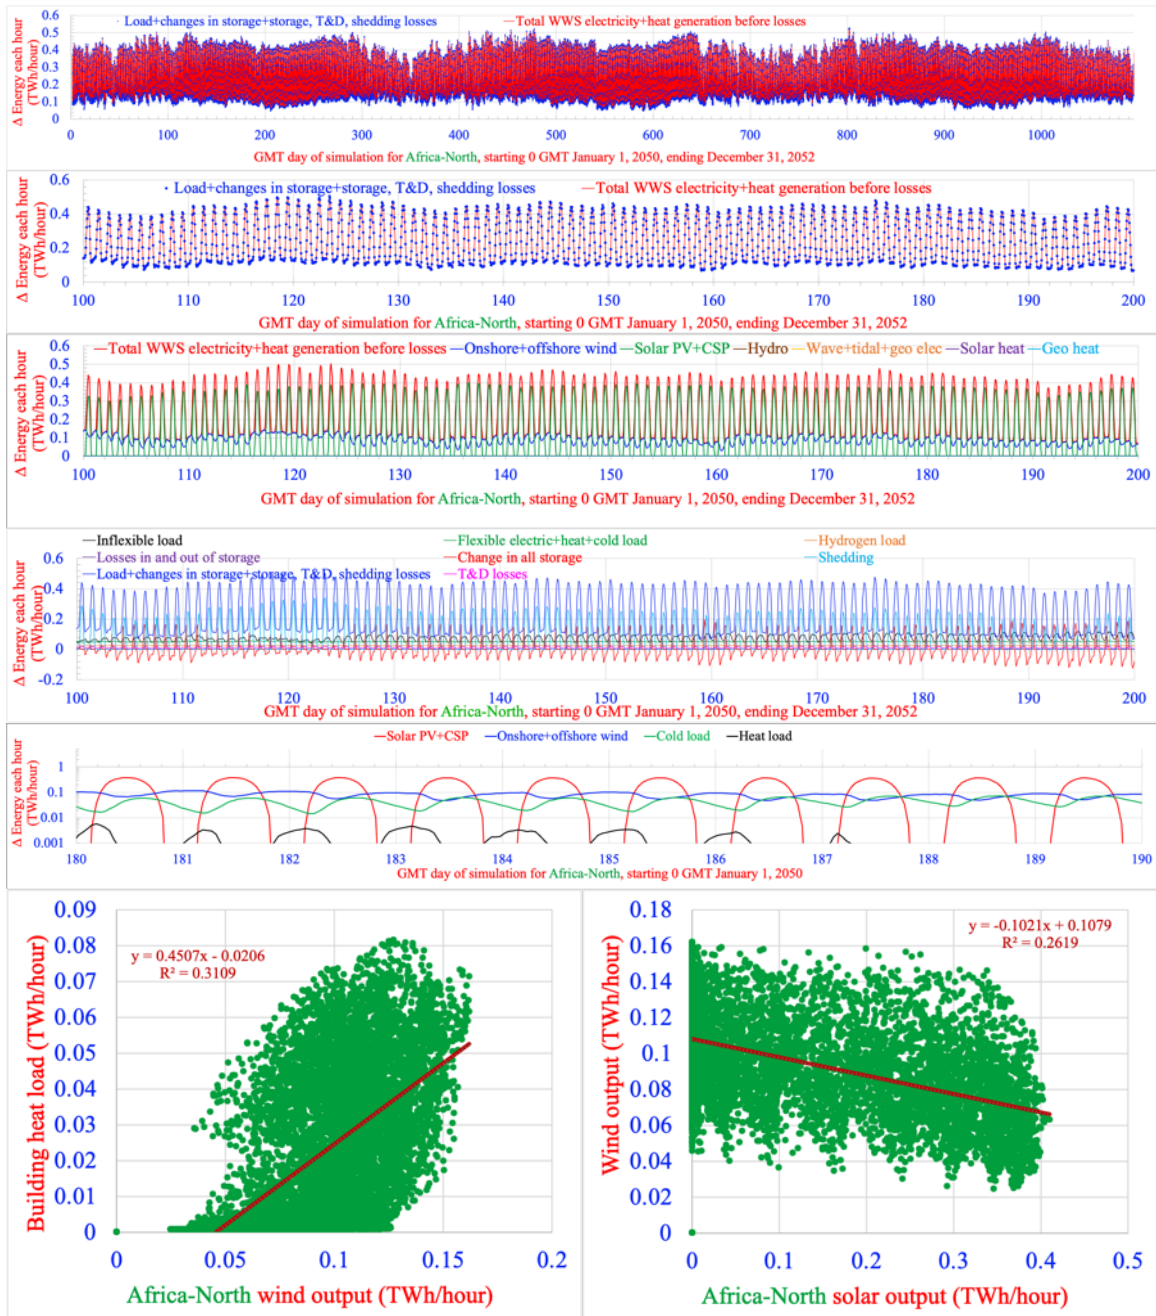 Load+changes in storage+storage, T&D, shedding losses —Total WWS electricity+heat generation before losses
Δ Energy each hour
(TWh/hour)
0.6
0.5
0.4
0.3
0.2
0.1
0
0 100 200 300 400 500 600 700 800 900 1000
GMT day of simulation for Africa-North, starting 0 GMT January 1, 2050, ending December 31, 2052
Load+changes in storage+storage, T&D, shedding losses —Total WWS electricity+heat generation before losses
Δ Energy each hour
(TWh/hour)
0.6
0.4
0.2
0
100 110 120 130 140 150 160 170 180 190 200
GMT day of simulation for Africa-North, starting 0 GMT January 1, 2050, ending December 31, 2052
—Total WWS electricity+heat generation before losses —Onshore+offshore wind —Solar PV+CSP —Hydro —Wave+tidal+geo elec —Solar heat —Geo heat
Δ Energy each hour
(TWh/hour)
0.6
0.5
0.4
0.3
0.2
0.1
0
100 110 120 130 140 150 160 170 180 190 200
GMT day of simulation for Africa-North, starting 0 GMT January 1, 2050, ending December 31, 2052
—Inflexible load —Flexible electric+heat+cold load —Hydrogen load
—Losses in and out of storage —Change in all storage —Shedding
—Load+changes in storage+storage, T&D, shedding losses —T&D losses
Δ Energy each hour
(TWh/hour)
0.6
0.4
0.2
0
-0.2
100 110 120 130 140 150 160 170 180 190 200
GMT day of simulation for Africa-North, starting 0 GMT January 1, 2050, ending December 31, 2052
—Solar PV+CSP —Onshore+offshore wind —Cold load —Heat load
Δ Energy each hour
(TWh/hour)
1
0.1
0.01
0.001
180 181 182 183 184 185 186 187 188 189 190
GMT day of simulation for Africa-North, starting 0 GMT January 1, 2050
Building heat load (TWh/hour)
0.09
0.08
0.07
0.06
0.05
0.04
0.03
0.02
0.01
0
y = 0.4507x - 0.0206
R² = 0.3109
0 0.05 0.1 0.15 0.2
Africa-North wind output (TWh/hour)
Wind output (TWh/hour)
0.18
0.16
0.14
0.12
0.1
0.08
0.06
0.04
0.02
0
y = -0.1021x + 0.1079
R² = 0.2619
0 0.1 0.2 0.3 0.4 0.5
Africa-North solar output (TWh/hour)